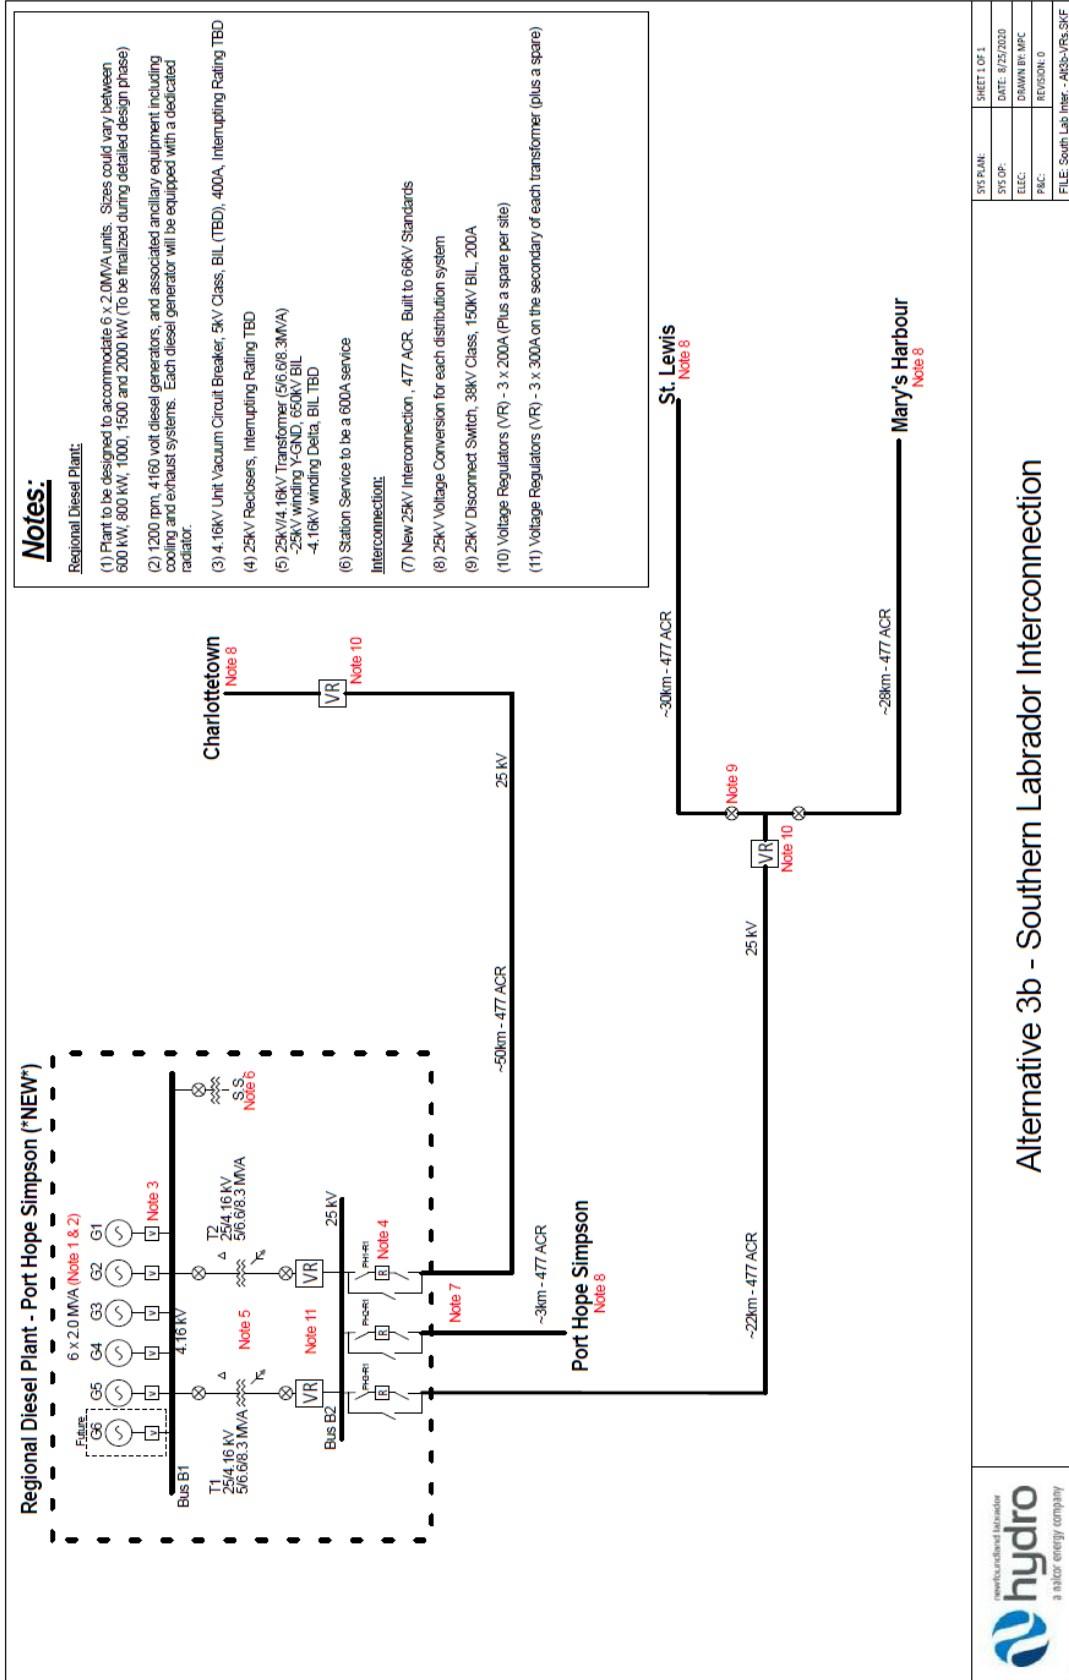 Regional Diesel Plant - Port Hope Simpson (*NEW*)
6 x 2.0 MVA (Note 1 & 2)
Future
G6
G5
G4
G3
G2
G1
V
V
V
V
V
V
Note 3
Bus B1
4.16 kV
S.S.
Note 6
T1
25/4.16 kV
5/6.6/8.3 MVA
Note 5
T2
25/4.16 kV
5/6.6/8.3 MVA
VR
Note 11
VR
Bus B2
25 kV
PH3-R1
R
PH2-R1
R
PH1-R1
R
Note 4
Note 7
~3km - 477 ACR
Port Hope Simpson
Note 8
~50km - 477 ACR
25 kV
Charlottetown
Note 8
VR
Note 10
~22km - 477 ACR
25 kV
VR
Note 10
Note 9
~30km - 477 ACR
St. Lewis
Note 8
~28km - 477 ACR
Mary's Harbour
Note 8
Notes:
Regional Diesel Plant:
(1) Plant to be designed to accommodate 6 x 2.0MVA units. Sizes could vary between
600 kW, 800 kW, 1000, 1500 and 2000 kW (To be finalized during detailed design phase)
(2) 1200 rpm, 4160 volt diesel generators, and associated ancillary equipment including
cooling and exhaust systems. Each diesel generator will be equipped with a dedicated
radiator.
(3) 4.16kV Unit Vacuum Circuit Breaker, 5kV Class, BIL (TBD), 400A, Interrupting Rating TBD
(4) 25kV Reclosers, Interrupting Rating TBD
(5) 25kV/4.16kV Transformer (5/6.6/8.3MVA)
-25kV winding Y-GND, 650kV BIL
-4.16kV winding Delta, BIL TBD
(6) Station Service to be a 600A service
Interconnection:
(7) New 25kV Interconnection , 477 ACR. Built to 66kV Standards
(8) 25kV Voltage Conversion for each distribution system
(9) 25kV Disconnect Switch, 38kV Class, 150kV BIL, 200A
(10) Voltage Regulators (VR) - 3 x 200A (Plus a spare per site)
(11) Voltage Regulators (VR) - 3 x 300A on the secondary of each transformer (plus a spare)
newfoundland labrador
hydro
a nalcor energy company
Alternative 3b - Southern Labrador Interconnection
SYS PLAN:
SHEET 1 OF 1
SYS OP:
DATE: 8/25/2020
ELEC:
DRAWN BY: MPC
P&C:
REVISION: 0
FILE: South Lab Inter. - Alt3b-VRs.SKF